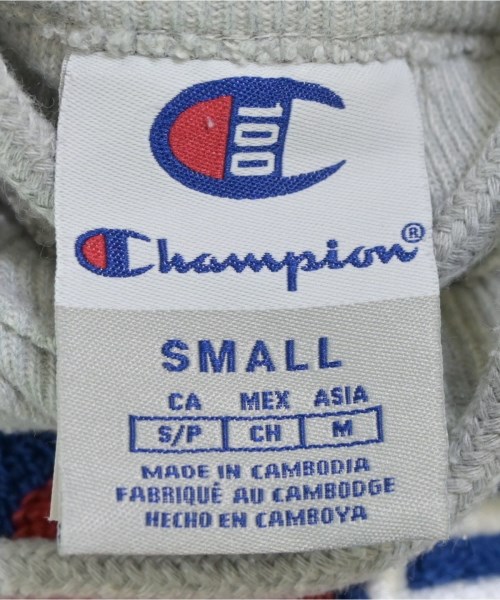 100
Champion®
SMALL
CA MEX ASIA
S/P CH M
MADE IN CAMBODIA
FABRIQUÉ AU CAMBODGE
HECHO EN CAMBOYA